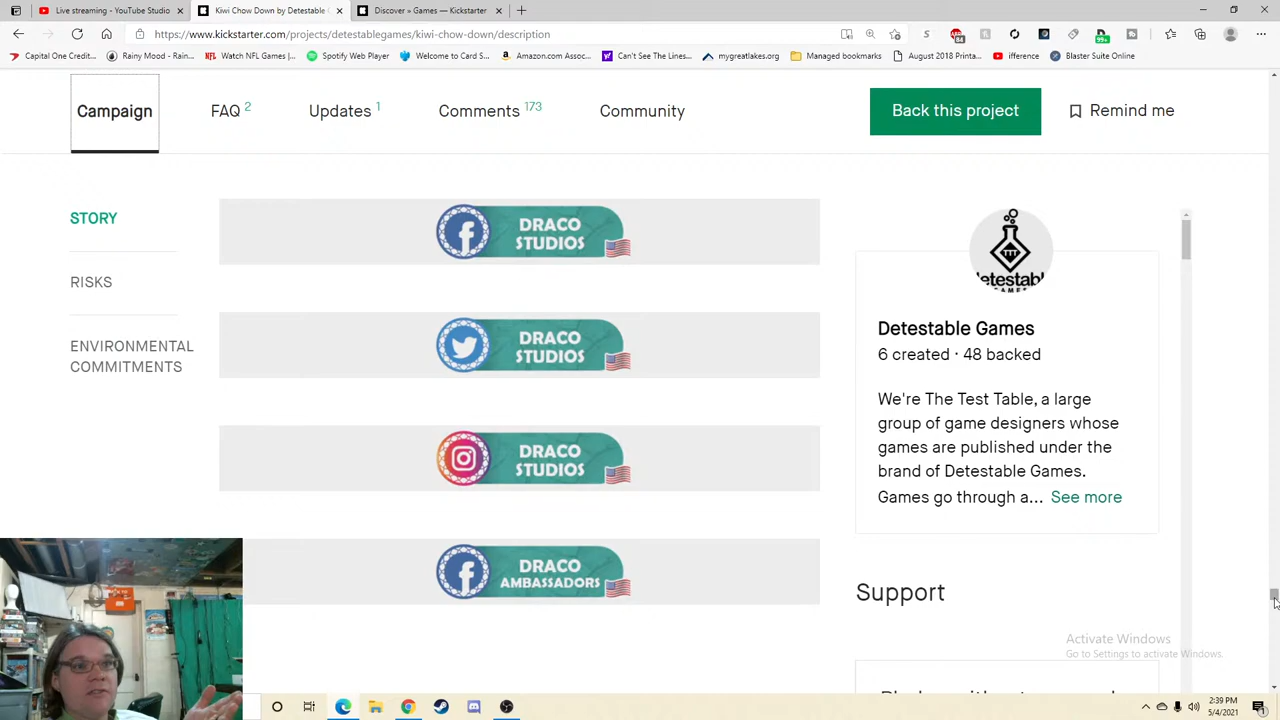 Live streaming - YouTube Studio
Kiwi Chow Down by Detestable
Discover » Games — Kickstarter
https://www.kickstarter.com/projects/detestablegames/kiwi-chow-down/description
Capital One Credit...
Rainy Mood - Rain...
Watch NFL Games |...
Spotify Web Player
Welcome to Card S...
Amazon.com Assoc...
Can't See The Lines...
mygreatlakes.org
Managed bookmarks
August 2018 Printa...
ifference
Blaster Suite Online
Campaign
FAQ 2
Updates 1
Comments 173
Community
Back this project
Remind me
STORY
RISKS
ENVIRONMENTAL
COMMITMENTS
DRACO
STUDIOS
DRACO
STUDIOS
DRACO
STUDIOS
DRACO
AMBASSADORS
Detestable Games
6 created · 48 backed
We're The Test Table, a large
group of game designers whose
games are published under the
brand of Detestable Games.
Games go through a... See more
Support
Activate Windows
Go to Settings to activate Windows.
2:39 PM
5/4/2021